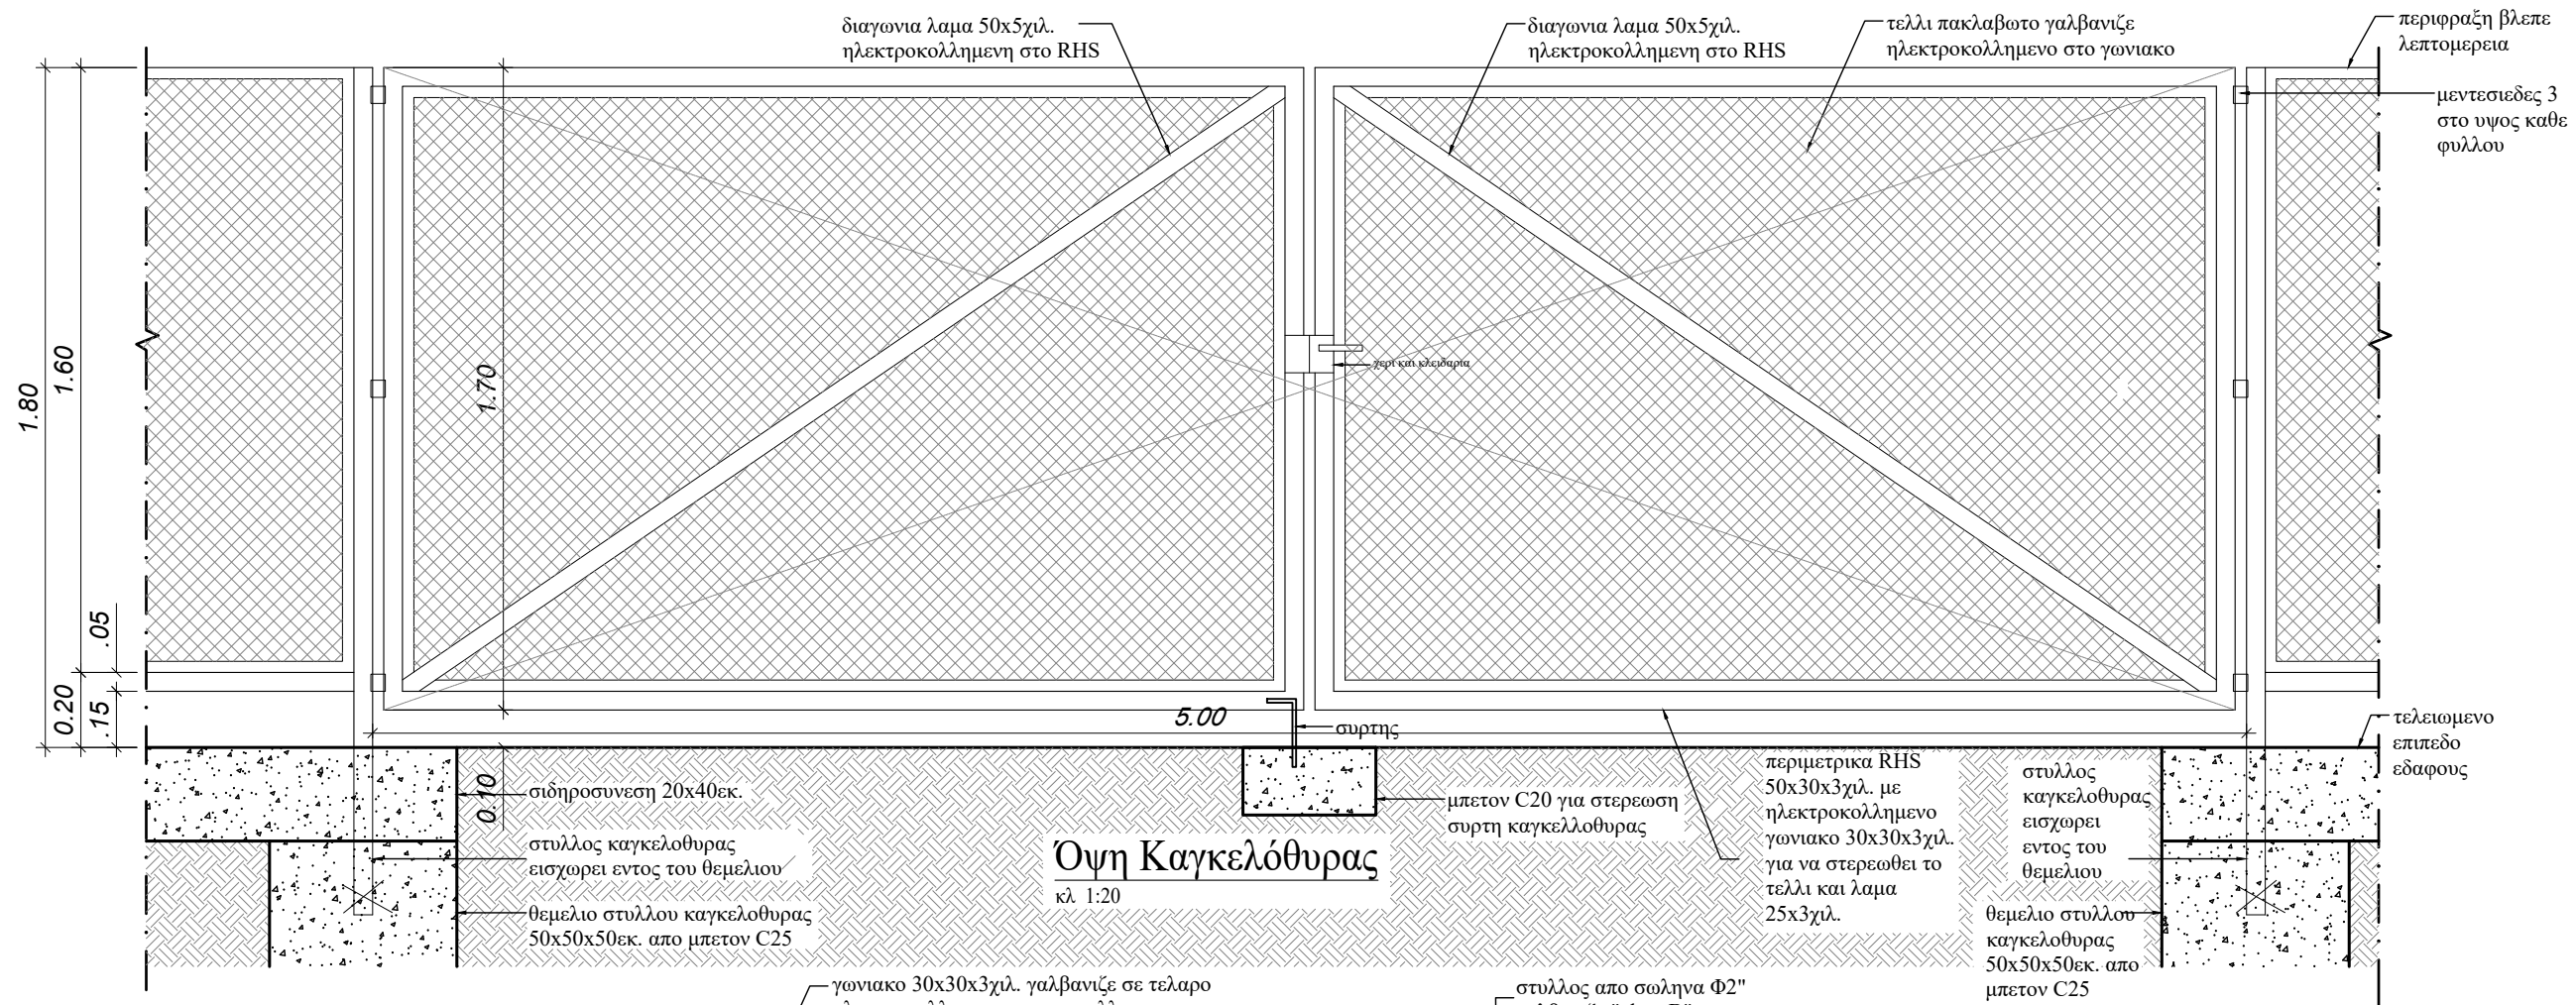 διαγωνια λαμα 50x5χιλ.
ηλεκτροκολλημενη στο RHS
διαγωνια λαμα 50x5χιλ.
ηλεκτροκολλημενη στο RHS
τελλι πακλαβωτο γαλβανιζε
ηλεκτροκολλημενο στο γωνιακο
περιφραξη βλεπε
λεπτομερεια
μεντεσιεδες 3
στο υψος καθε
φυλλου
1.80
1.60
1.70
χερι και κλειδαρια
.05
0.20
.15
5.00
συρτης
τελειωμενο
επιπεδο
εδαφους
0.10
σιδηροσυνεση 20x40εκ.
στυλλος καγκελοθυρας
εισχωρει εντος του θεμελιου
θεμελιο στυλλου καγκελοθυρας
50x50x50εκ. απο μπετον C25
μπετον C20 για στερεωση
συρτη καγκελλοθυρας
Όψη Καγκελόθυρας
κλ 1:20
περιμετρικα RHS
50x30x3χιλ. με
ηλεκτροκολλημενο
γωνιακο 30x30x3χιλ.
για να στερεωθει το
τελλι και λαμα
25x3χιλ.
στυλλος
καγκελοθυρας
εισχωρει
εντος του
θεμελιου
θεμελιο στυλλου
καγκελοθυρας
50x50x50εκ. απο
μπετον C25
γωνιακο 30x30x3χιλ. γαλβανιζε σε τελαρο
στυλλος απο σωληνα Φ2"